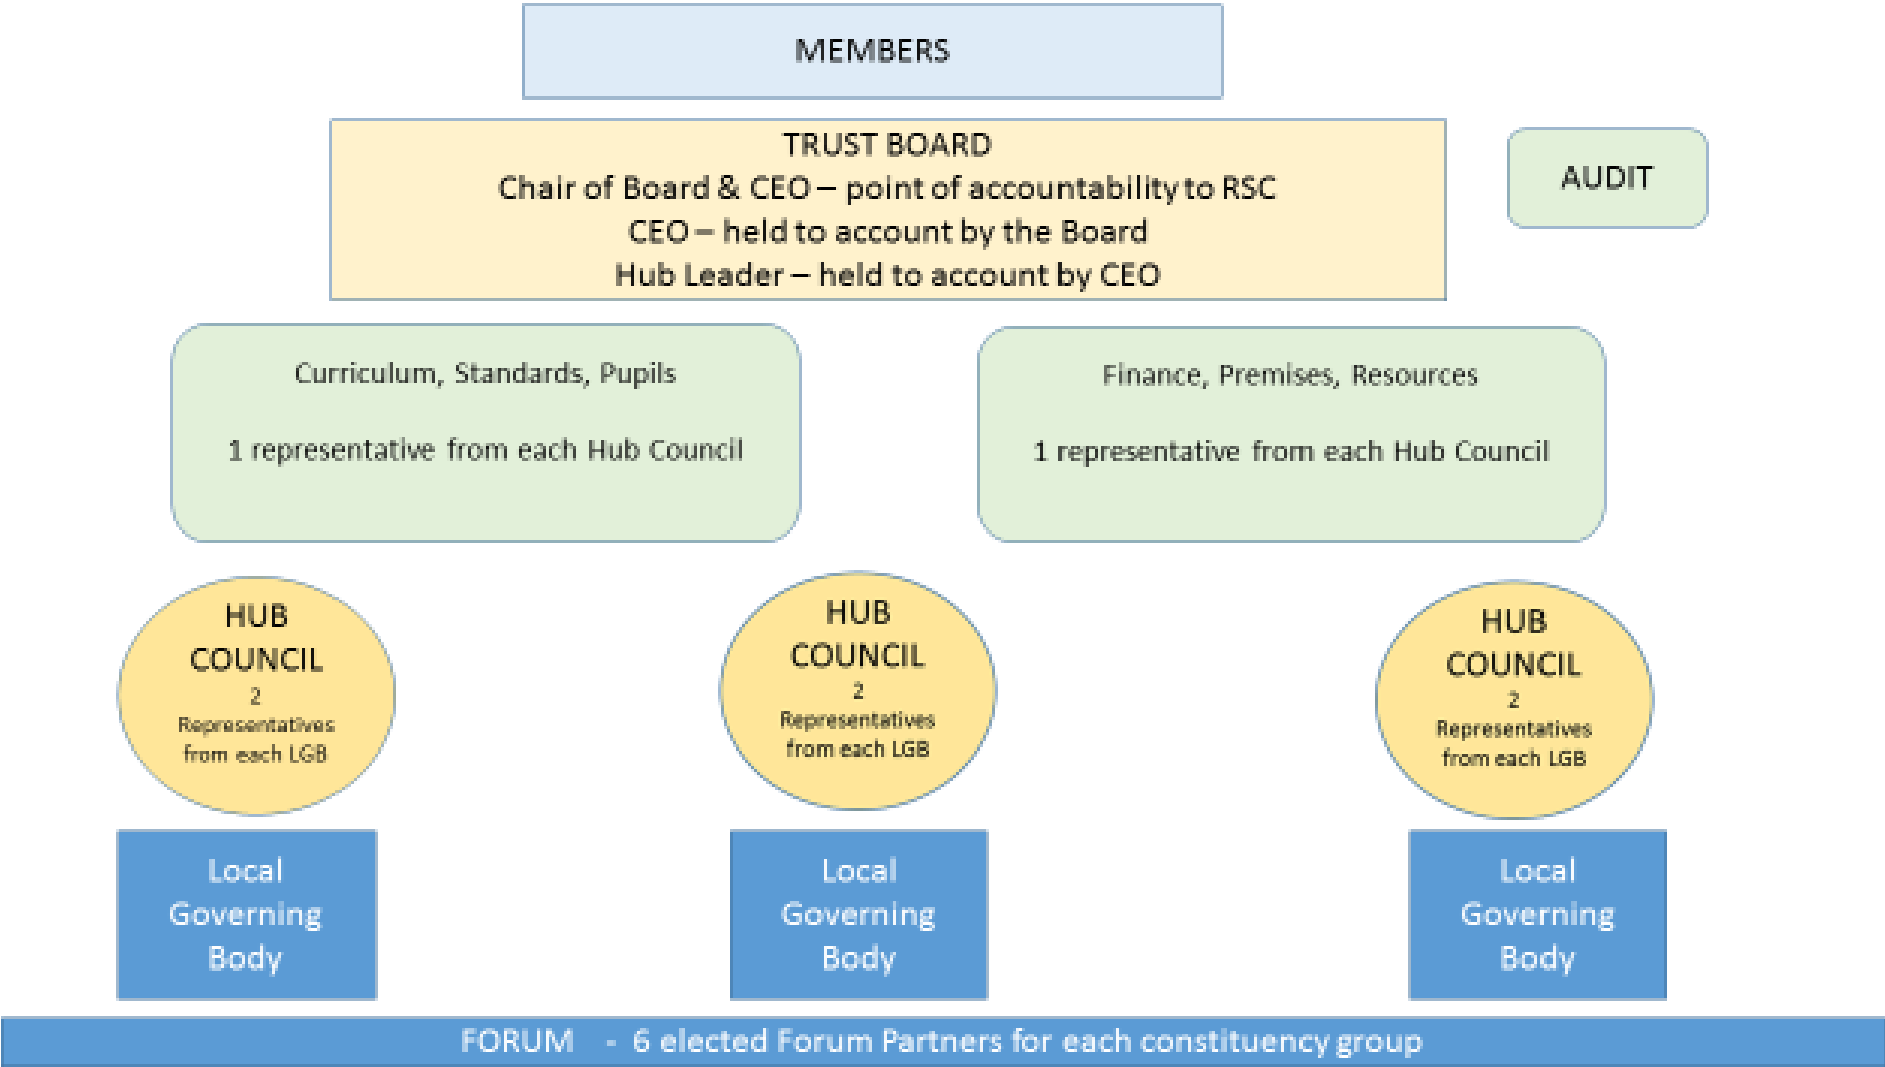 MEMBERS
TRUST BOARD
Chair of Board & CEO – point of accountability to RSC
CEO – held to account by the Board
Hub Leader – held to account by CEO
AUDIT
Curriculum, Standards, Pupils
1 representative from each Hub Council
Finance, Premises, Resources
1 representative from each Hub Council
HUB
COUNCIL
2
Representatives
from each LGB
HUB
COUNCIL
2
Representatives
from each LGB
HUB
COUNCIL
2
Representatives
from each LGB
Local
Governing
Body
Local
Governing
Body
Local
Governing
Body
FORUM - 6 elected Forum Partners for each constituency group